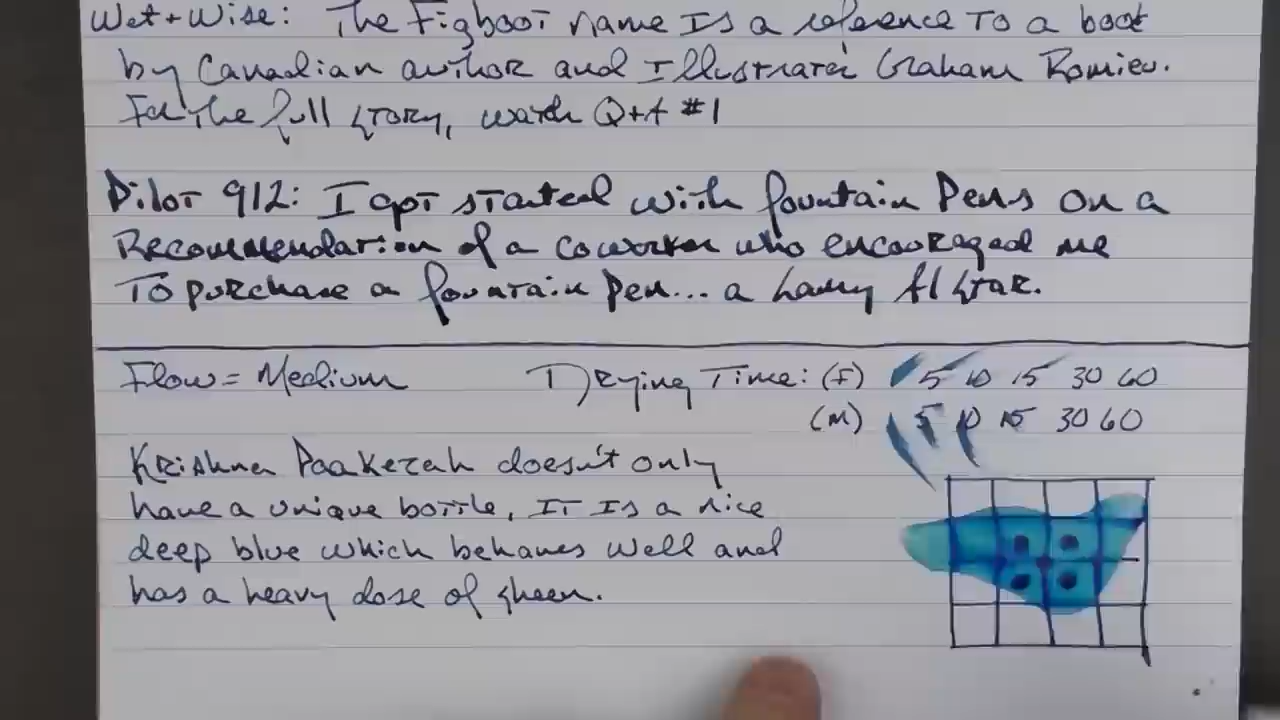 Wet + Wise: The Figboot name Is a reference To a book
by Canadian author and Illustrator Graham Romieu.
For The full story, watch Q+A #1
Pilot 912: I got started with fountain Pens on a
Recommendation of a coworker who encouraged me
To purchase a fountain Pen... a Lamy Al Star.
Flow = Medium
Drying Time: (F) 5 10 15 30 60
(M) 5 10 15 30 60
Krishna Paakezah doesn't only
have a unique bottle, It Is a nice
deep blue which behaves well and
has a heavy dose of sheen.